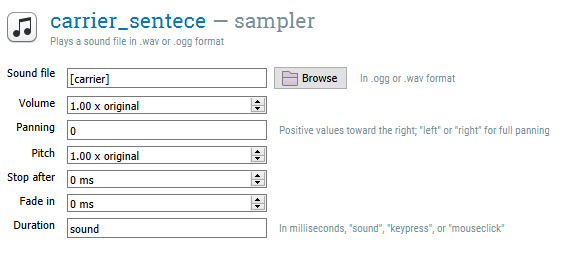 carrier_sentece — sampler
Plays a sound file in .wav or .ogg format
Sound file [carrier] Browse In .ogg or .wav format
Volume 1.00 x original
Panning 0 Positive values toward the right; "left" or "right" for full panning
Pitch 1.00 x original
Stop after 0 ms
Fade in 0 ms
Duration sound In milliseconds, "sound", "keypress", or "mouseclick"